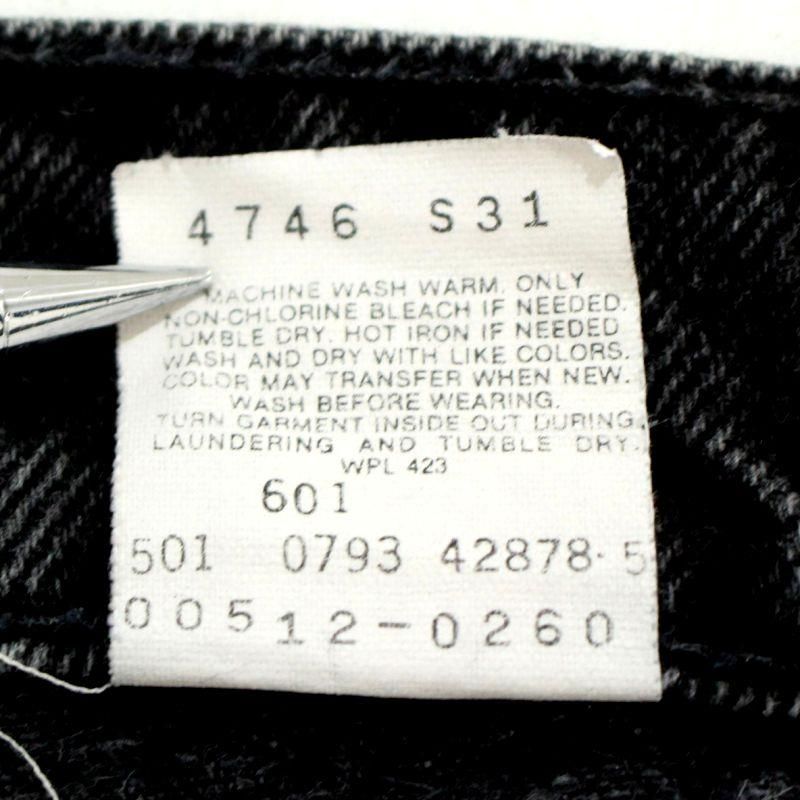 4746 S31
MACHINE WASH WARM. ONLY
NON-CHLORINE BLEACH IF NEEDED.
TUMBLE DRY. HOT IRON IF NEEDED
WASH AND DRY WITH LIKE COLORS.
COLOR MAY TRANSFER WHEN NEW.
WASH BEFORE WEARING.
TURN GARMENT INSIDE OUT DURING
LAUNDERING AND TUMBLE DRY.
WPL 423
601
501 0793 42878·5
00512-0260